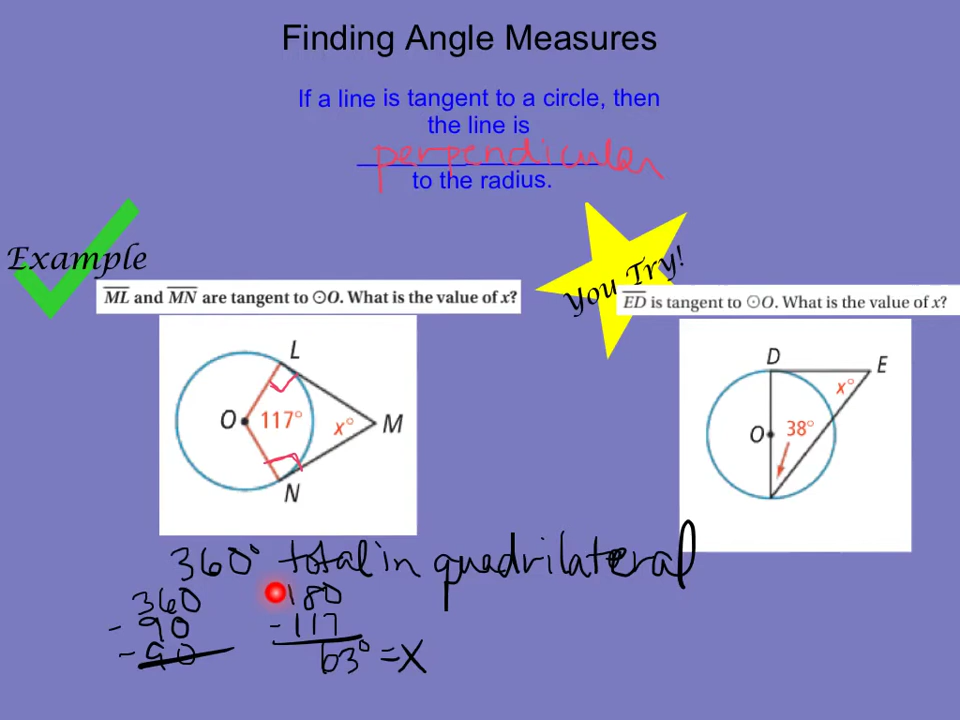 Finding Angle Measures
If a line is tangent to a circle, then
the line is
perpendicular
to the radius.
Example
ML and MN are tangent to ⊙O. What is the value of x?
L
O 117° x° M
N
You Try!
ED is tangent to ⊙O. What is the value of x?
D E
x°
O 38°
360° total in quadrilateral
360
- 90
- 90
180
- 117
63° = x